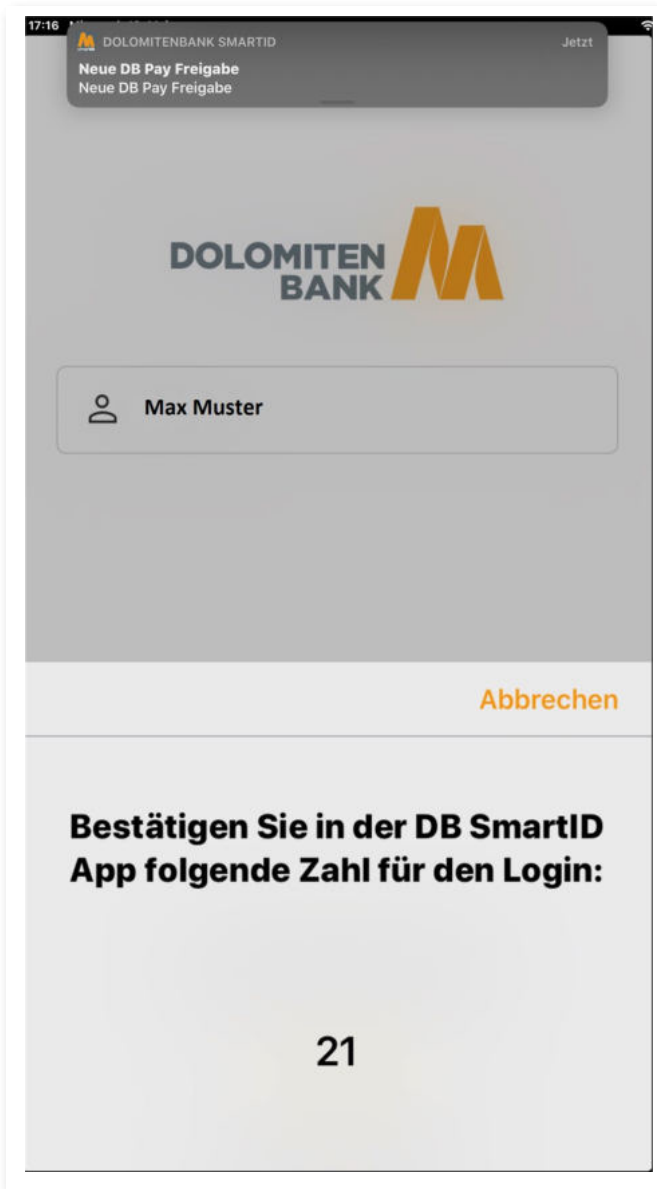 17:16
DOLOMITENBANK SMARTID Jetzt
Neue DB Pay Freigabe
Neue DB Pay Freigabe
DOLOMITEN
BANK
Max Muster
Abbrechen
Bestätigen Sie in der DB SmartID
App folgende Zahl für den Login:
21